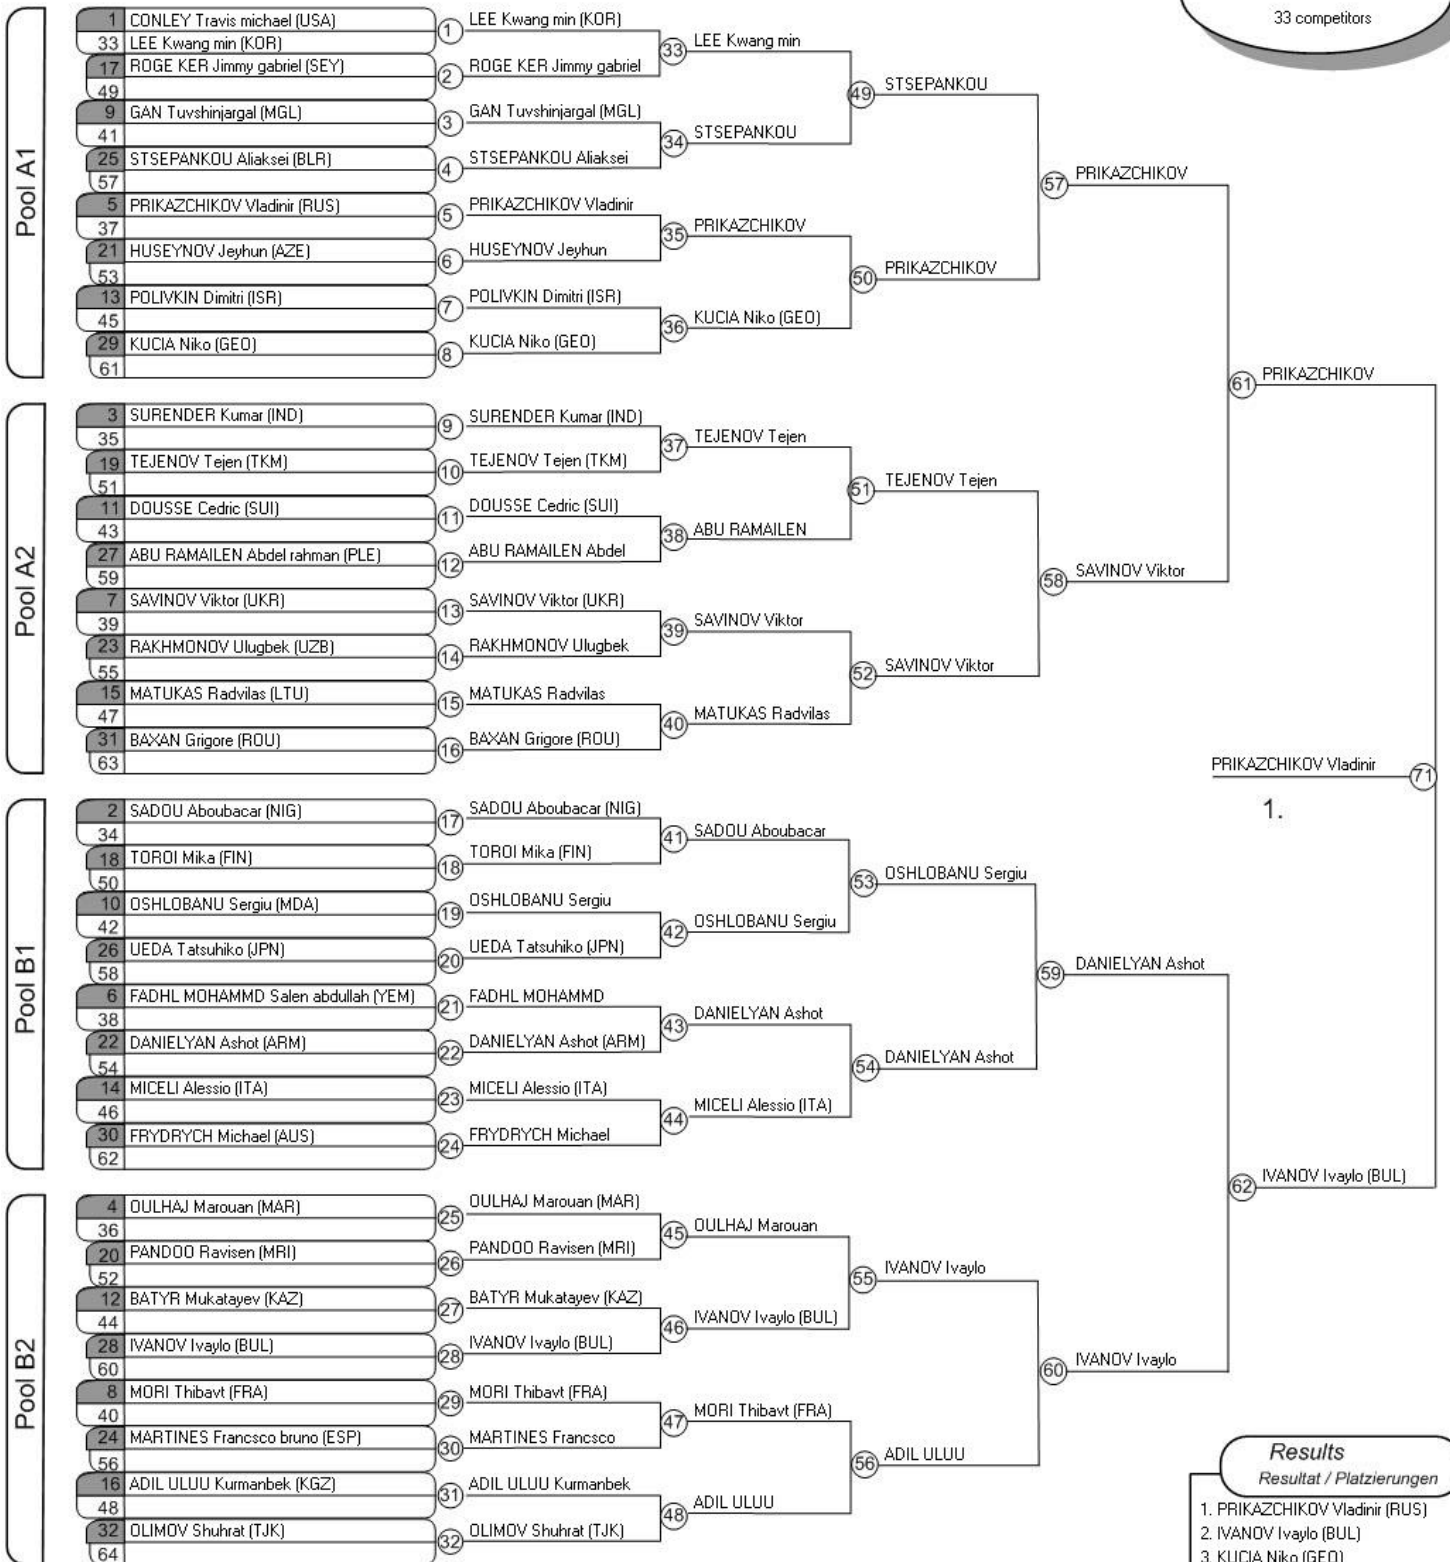 33 competitors
Pool A1
1 CONLEY Travis michael (USA)
33 LEE Kwang min (KOR)
17 ROGE KER Jimmy gabriel (SEY)
49
9 GAN Tuvshinjargal (MGL)
41
25 STSEPANKOU Aliaksei (BLR)
57
5 PRIKAZCHIKOV Vladinir (RUS)
37
21 HUSEYNOV Jeyhun (AZE)
53
13 POLIVKIN Dimitri (ISR)
45
29 KUCIA Niko (GEO)
61
1 LEE Kwang min (KOR)
2 ROGE KER Jimmy gabriel
3 GAN Tuvshinjargal (MGL)
4 STSEPANKOU Aliaksei
5 PRIKAZCHIKOV Vladinir
6 HUSEYNOV Jeyhun
7 POLIVKIN Dimitri (ISR)
8 KUCIA Niko (GEO)
33 LEE Kwang min
34 STSEPANKOU
35 PRIKAZCHIKOV
36 KUCIA Niko (GEO)
49 STSEPANKOU
50 PRIKAZCHIKOV
57 PRIKAZCHIKOV
Pool A2
3 SURENDER Kumar (IND)
35
19 TEJENOV Tejen (TKM)
51
11 DOUSSE Cedric (SUI)
43
27 ABU RAMAILEN Abdel rahman (PLE)
59
7 SAVINOV Viktor (UKR)
39
23 RAKHMONOV Ulugbek (UZB)
55
15 MATUKAS Radvilas (LTU)
47
31 BAXAN Grigore (ROU)
63
9 SURENDER Kumar (IND)
10 TEJENOV Tejen (TKM)
11 DOUSSE Cedric (SUI)
12 ABU RAMAILEN Abdel
13 SAVINOV Viktor (UKR)
14 RAKHMONOV Ulugbek
15 MATUKAS Radvilas
16 BAXAN Grigore (ROU)
37 TEJENOV Tejen
38 ABU RAMAILEN
39 SAVINOV Viktor
40 MATUKAS Radvilas
51 TEJENOV Tejen
52 SAVINOV Viktor
58 SAVINOV Viktor
61 PRIKAZCHIKOV
PRIKAZCHIKOV Vladinir 71
1.
Pool B1
2 SADOU Aboubacar (NIG)
34
18 TOROI Mika (FIN)
50
10 OSHLOBANU Sergiu (MDA)
42
26 UEDA Tatsuhiko (JPN)
58
6 FADHL MOHAMMD Salen abdullah (YEM)
38
22 DANIELYAN Ashot (ARM)
54
14 MICELI Alessio (ITA)
46
30 FRYDRYCH Michael (AUS)
62
17 SADOU Aboubacar (NIG)
18 TOROI Mika (FIN)
19 OSHLOBANU Sergiu
20 UEDA Tatsuhiko (JPN)
21 FADHL MOHAMMD
22 DANIELYAN Ashot (ARM)
23 MICELI Alessio (ITA)
24 FRYDRYCH Michael
41 SADOU Aboubacar
42 OSHLOBANU Sergiu
43 DANIELYAN Ashot
44 MICELI Alessio (ITA)
53 OSHLOBANU Sergiu
54 DANIELYAN Ashot
59 DANIELYAN Ashot
Pool B2
4 OULHAJ Marouan (MAR)
36
20 PANDOO Ravisen (MRI)
52
12 BATYR Mukatayev (KAZ)
44
28 IVANOV Ivaylo (BUL)
60
8 MORI Thibavt (FRA)
40
24 MARTINES Francsco bruno (ESP)
56
16 ADIL ULUU Kurmanbek (KGZ)
48
32 OLIMOV Shuhrat (TJK)
64
25 OULHAJ Marouan (MAR)
26 PANDOO Ravisen (MRI)
27 BATYR Mukatayev (KAZ)
28 IVANOV Ivaylo (BUL)
29 MORI Thibavt (FRA)
30 MARTINES Francsco
31 ADIL ULUU Kurmanbek
32 OLIMOV Shuhrat (TJK)
45 OULHAJ Marouan
46 IVANOV Ivaylo (BUL)
47 MORI Thibavt (FRA)
48 ADIL ULUU
55 IVANOV Ivaylo
56 ADIL ULUU
60 IVANOV Ivaylo
62 IVANOV Ivaylo (BUL)
Results
Resultat / Platzierungen
1. PRIKAZCHIKOV Vladinir (RUS)
2. IVANOV Ivaylo (BUL)
3. KUCIA Niko (GEO)